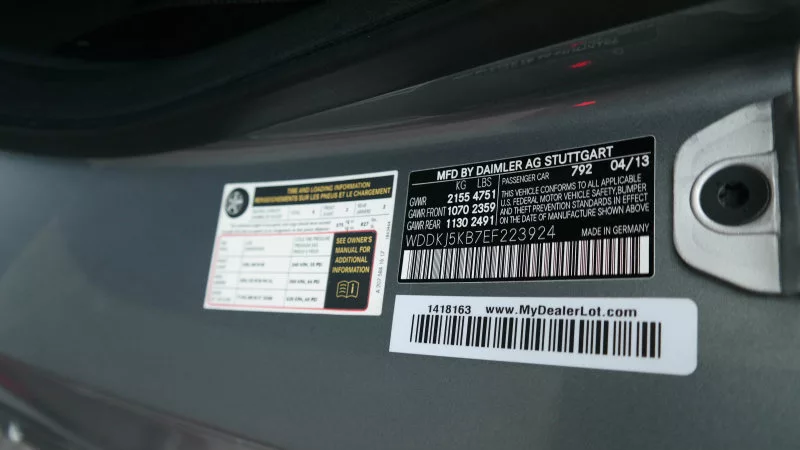 TIRE AND LOADING INFORMATION
RENSEIGNEMENTS SUR LES PNEUS ET LE CHARGEMENT
SEE OWNER'S
MANUAL FOR
ADDITIONAL
INFORMATION
MFD BY DAIMLER AG STUTTGART
KG LBS
GVWR 2155 4751
GAWR FRONT 1070 2359
GAWR REAR 1130 2491
PASSENGER CAR 792 04/13
THIS VEHICLE CONFORMS TO ALL APPLICABLE
U.S. FEDERAL MOTOR VEHICLE SAFETY,BUMPER
AND THEFT PREVENTION STANDARDS IN EFFECT
ON THE DATE OF MANUFACTURE SHOWN ABOVE
WDDKJ5KB7EF223924 MADE IN GERMANY
1418163 www.MyDealerLot.com